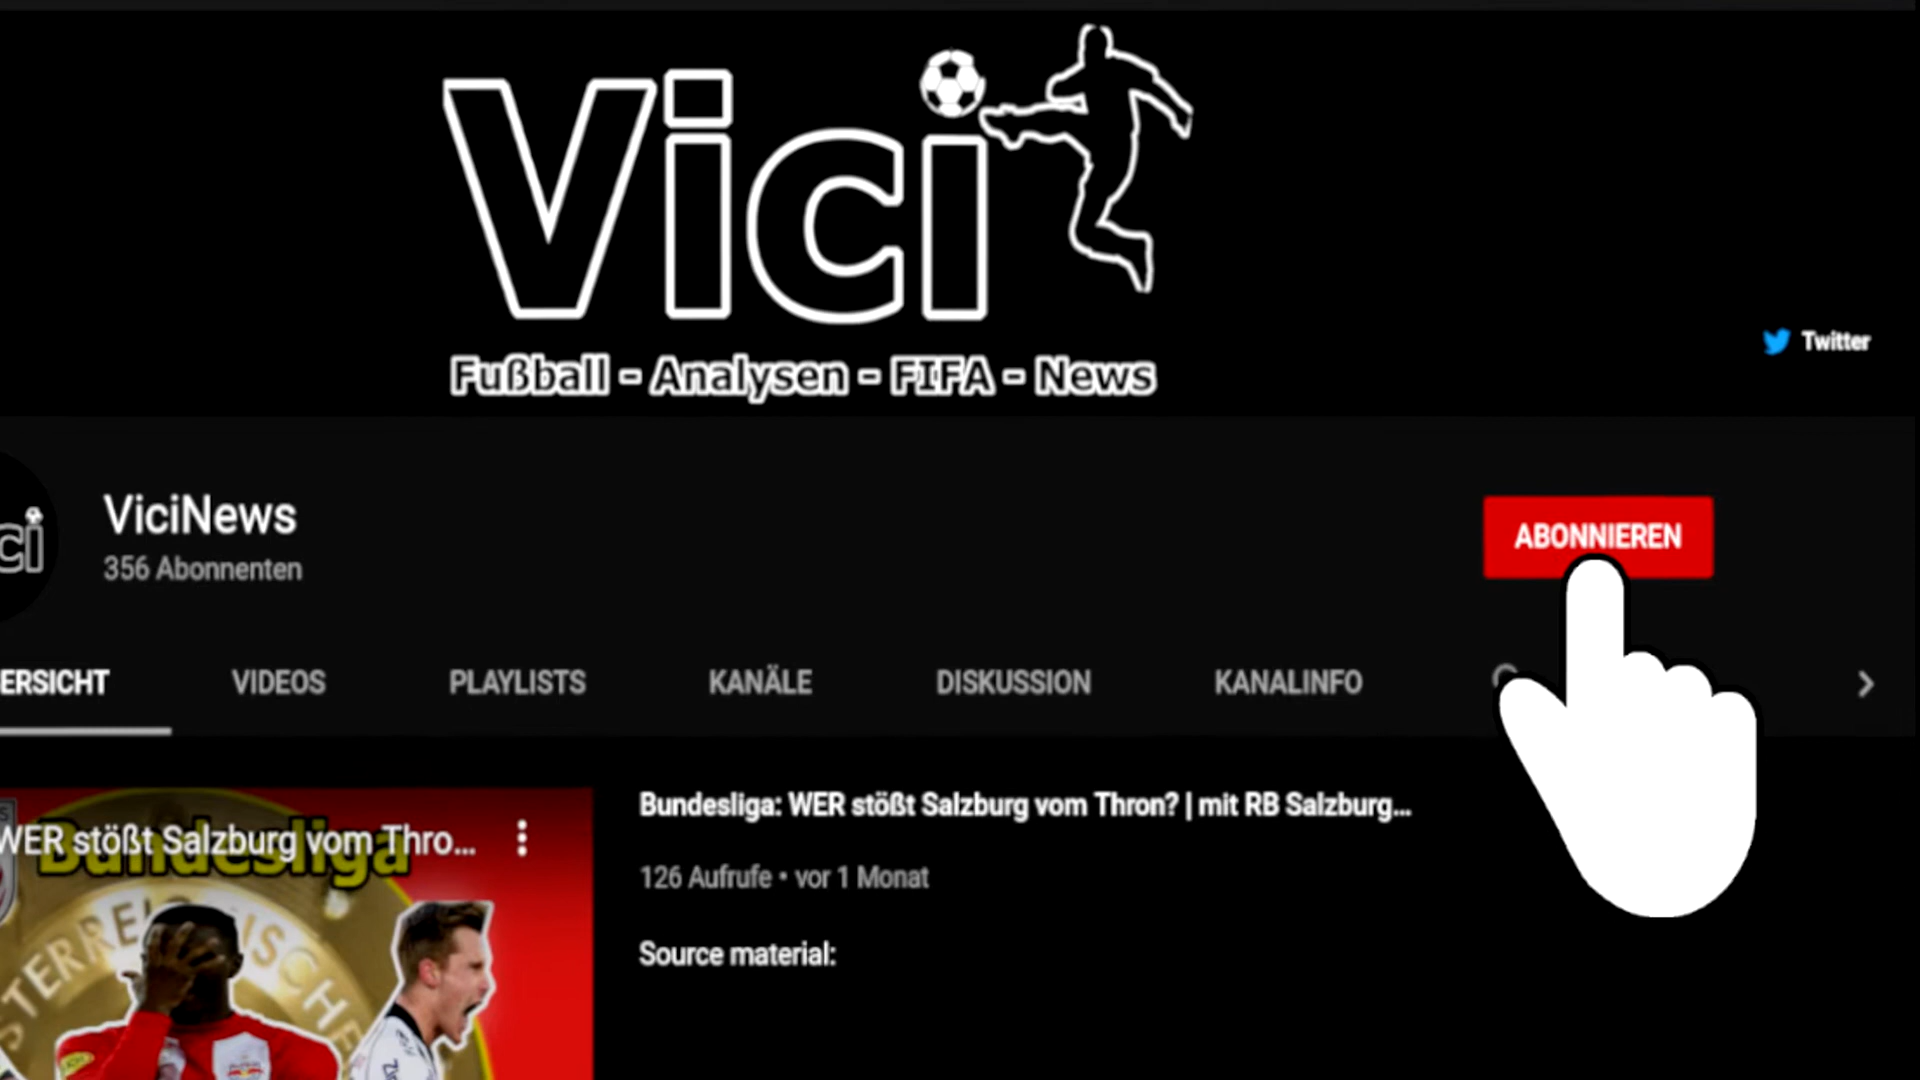 Vici
Fußball - Analysen - FIFA - News
Twitter
ci
ViciNews
356 Abonnenten
ABONNIEREN
ERSICHT
VIDEOS
PLAYLISTS
KANÄLE
DISKUSSION
KANALINFO
WER stößt Salzburg vom Thro...
Bundesliga
Bundesliga: WER stößt Salzburg vom Thron? | mit RB Salzburg...
126 Aufrufe • vor 1 Monat
Source material: